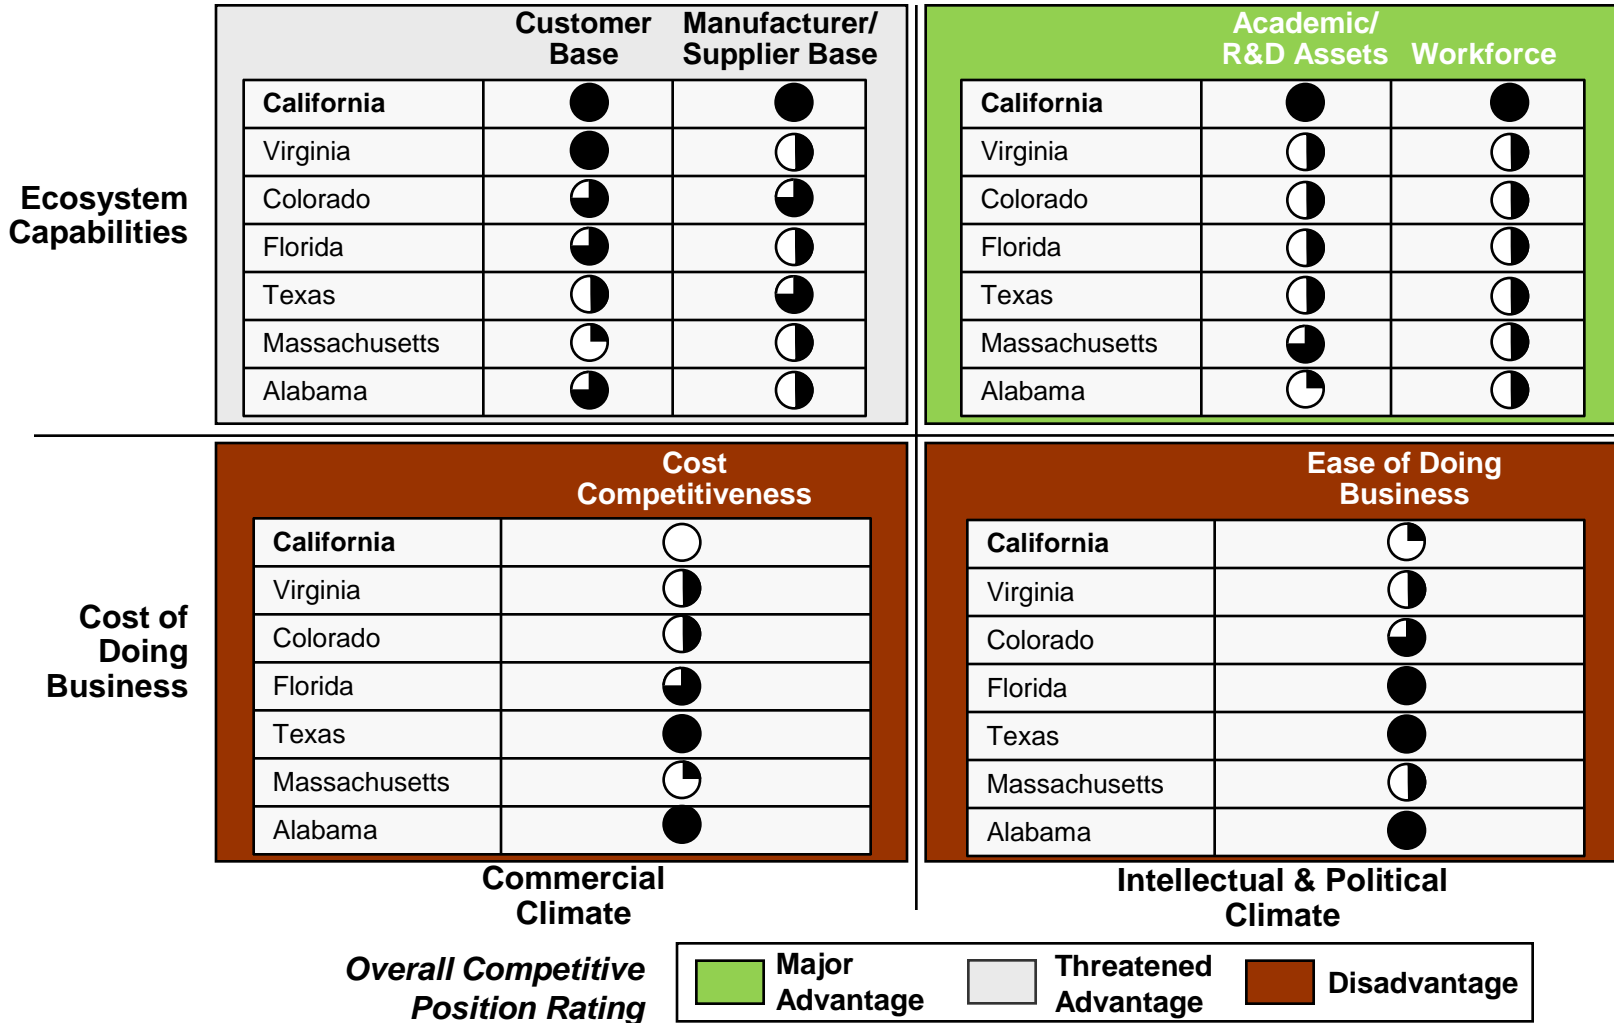 Customer Base
Manufacturer/ Supplier Base
California
Virginia
Colorado
Florida
Texas
Massachusetts
Alabama
Academic/ R&D Assets
Workforce
California
Virginia
Colorado
Florida
Texas
Massachusetts
Alabama
Ecosystem
Capabilities
Cost
Competitiveness
California
Virginia
Colorado
Florida
Texas
Massachusetts
Alabama
Ease of Doing
Business
California
Virginia
Colorado
Florida
Texas
Massachusetts
Alabama
Cost of
Doing
Business
Commercial
Climate
Intellectual & Political
Climate
Overall Competitive
Position Rating
Major
Advantage
Threatened
Advantage
Disadvantage